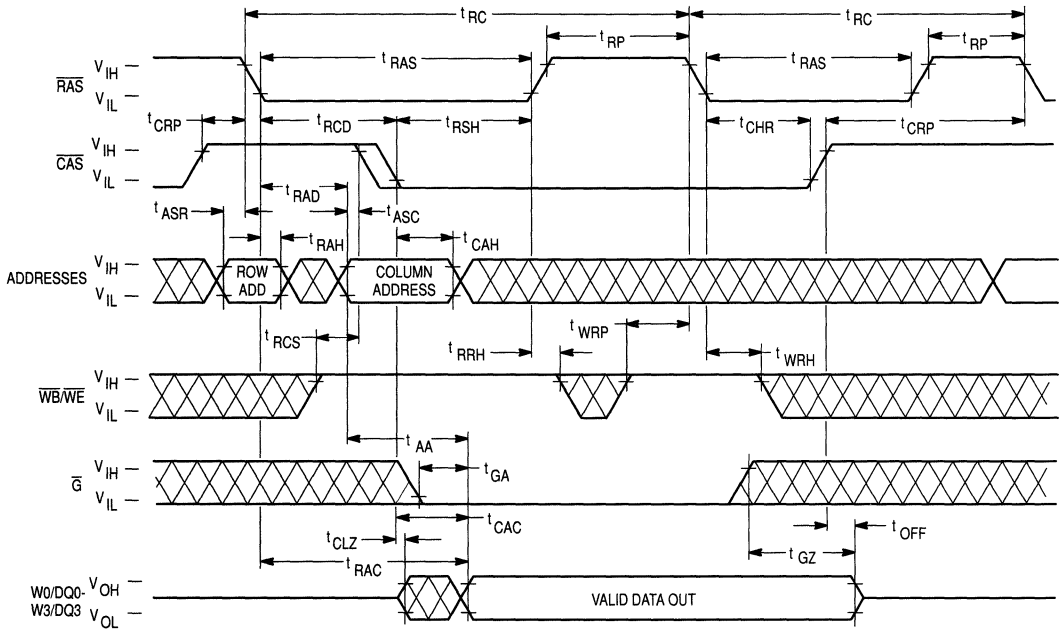 tRC tRC
tRP tRP
tRAS tRAS
RAS VIH VIL
tCRP tRCD tRSH tCHR tCRP
CAS VIH VIL
tRAD
tASR tASC
tRAH tCAH
ADDRESSES VIH VIL
ROW ADD
COLUMN ADDRESS
tRCS tRRH tWRP tWRH
WB/WE VIH VIL
tAA
tGA
G VIH VIL
tCAC
tCLZ tOFF
tRAC tGZ
W0/DQ0- VOH
W3/DQ3 VOL
VALID DATA OUT